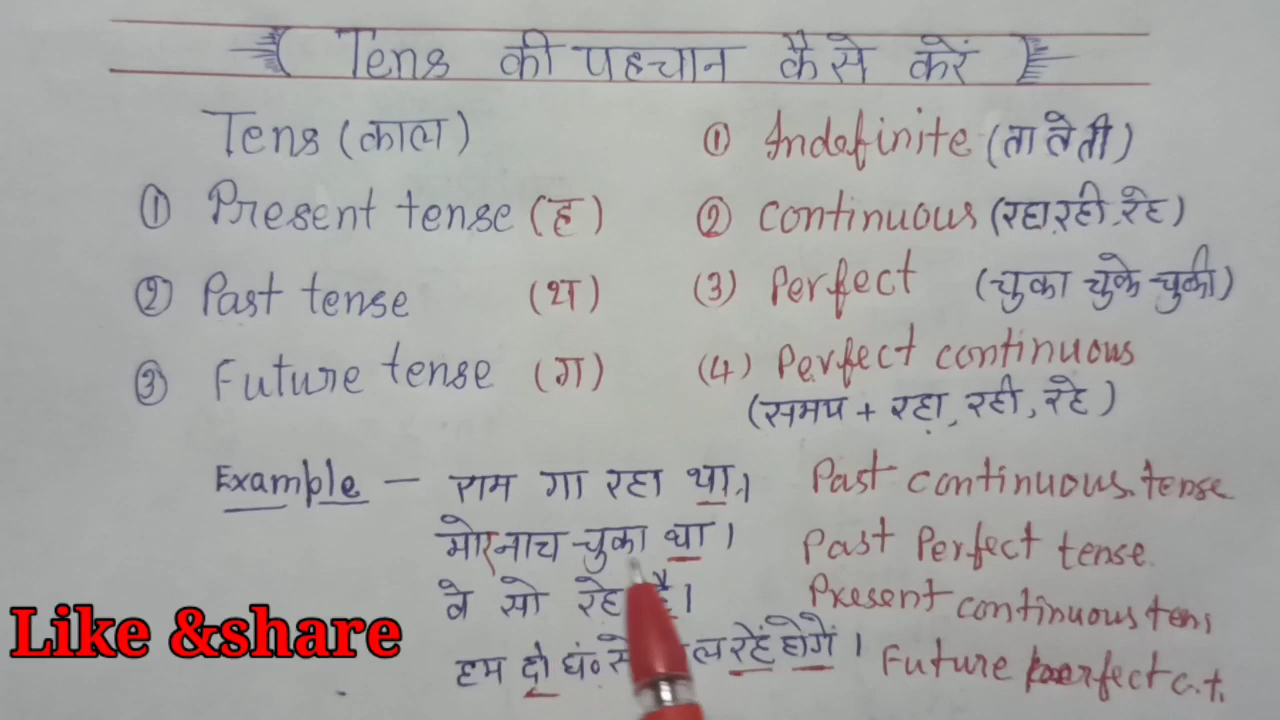 Tens की पहचान कैसे करें
Tens (काल)
① Present tense (ह)
② Past tense (थ)
③ Future tense (ग)
① Indefinite (ता ते ती)
② Continuous (रहा, रही, रहे)
(3) Perfect (चुका चुके चुकी)
(4) Perfect continuous
(समय + रहा, रही, रहे)
Example — राम गा रहा था। Past continuous tense
मोर नाच चुका था। Past Perfect tense.
वे सो रहे। Present continuous tens
हम दो घं॰ से रहें होगें। Future perfect c.t.
Like &share